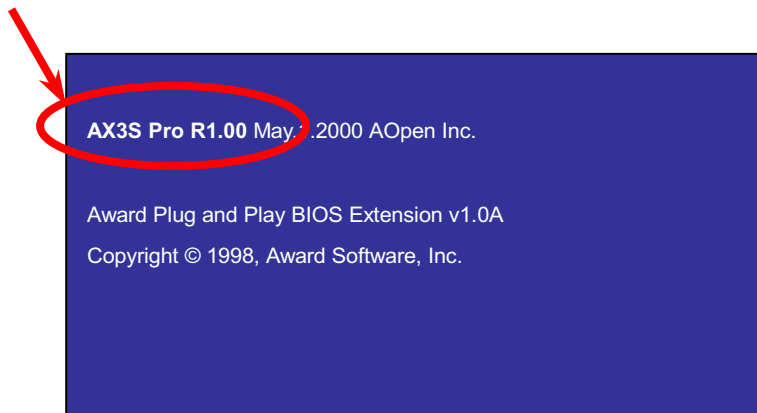 AX3S Pro R1.00 AOpen Inc.
Award Plug and Play BIOS Extension v1.0A
Copyright © 1998, Award Software, Inc.